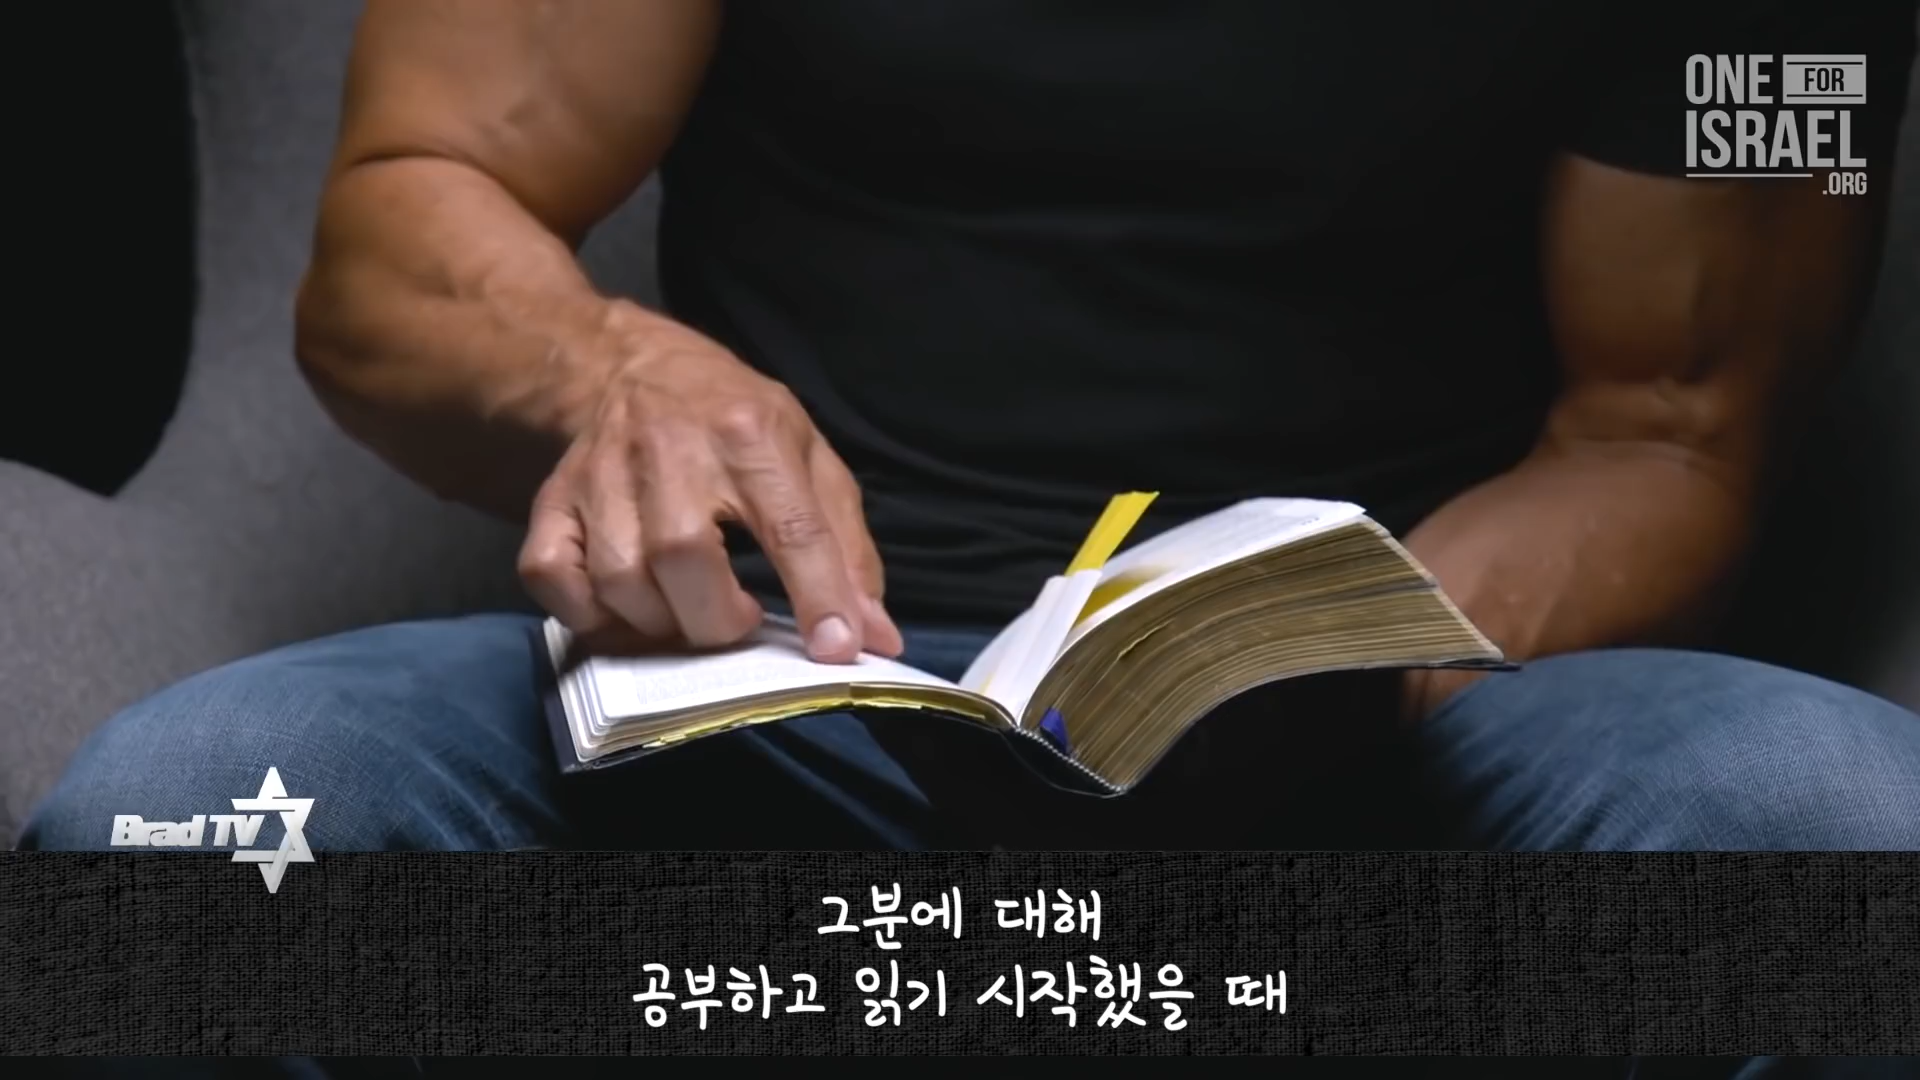 ONE FOR
ISRAEL
.ORG
Brad TV
그분에 대해
공부하고 읽기 시작했을 때